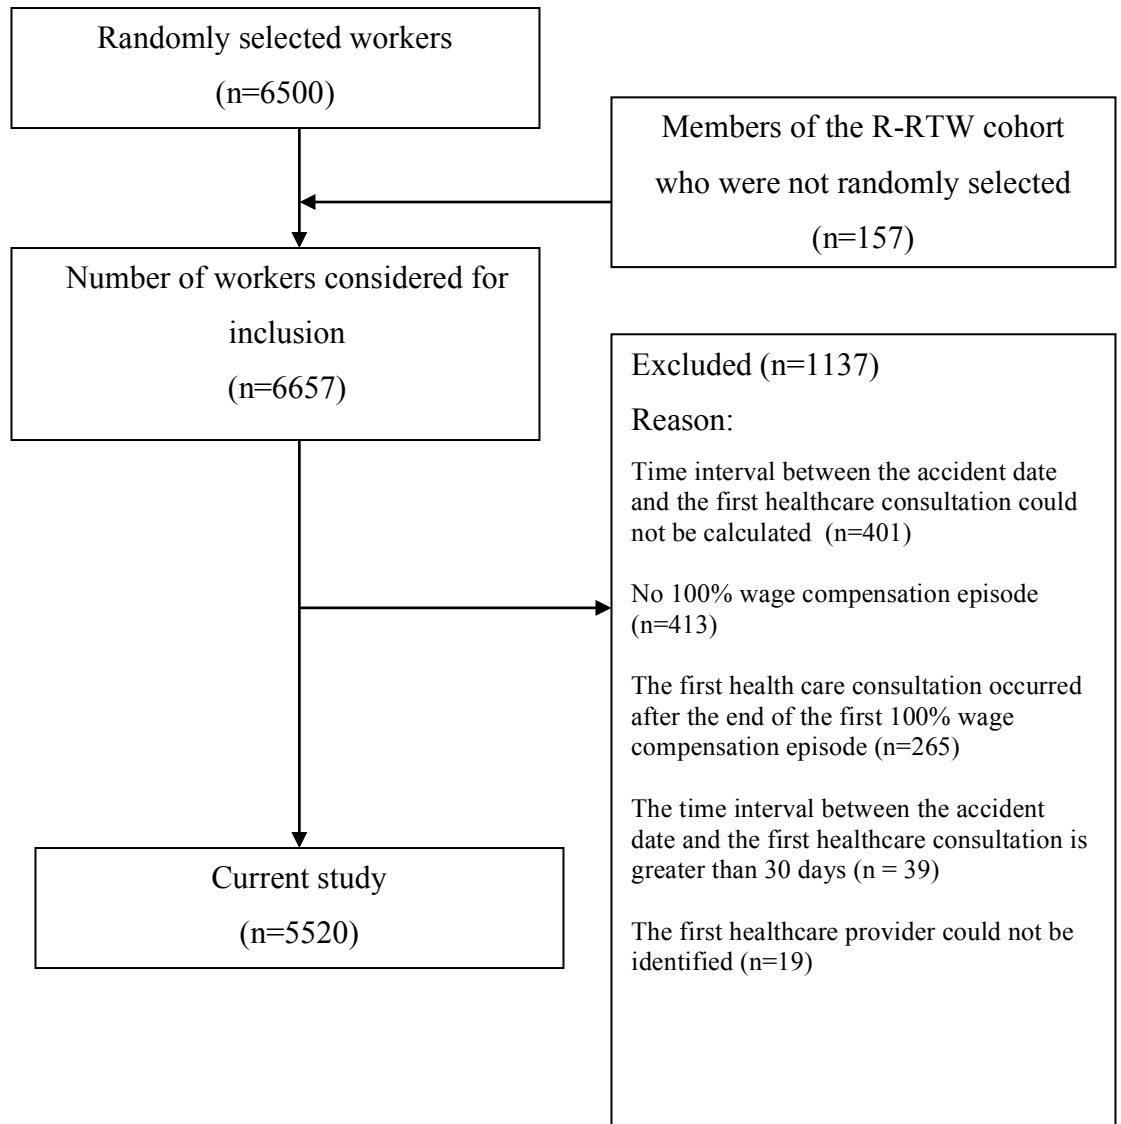 Randomly selected workers
(n=6500)
Members of the R-RTW cohort
who were not randomly selected
(n=157)
Number of workers considered for
inclusion
(n=6657)
Excluded (n=1137)
Reason:
Time interval between the accident date
and the first healthcare consultation could
not be calculated  (n=401)
No 100% wage compensation episode
(n=413)
The first health care consultation occurred
after the end of the first 100% wage
compensation episode (n=265)
The time interval between the accident
date and the first healthcare consultation is
greater than 30 days (n = 39)
The first healthcare provider could not be
identified (n=19)
Current study
(n=5520)